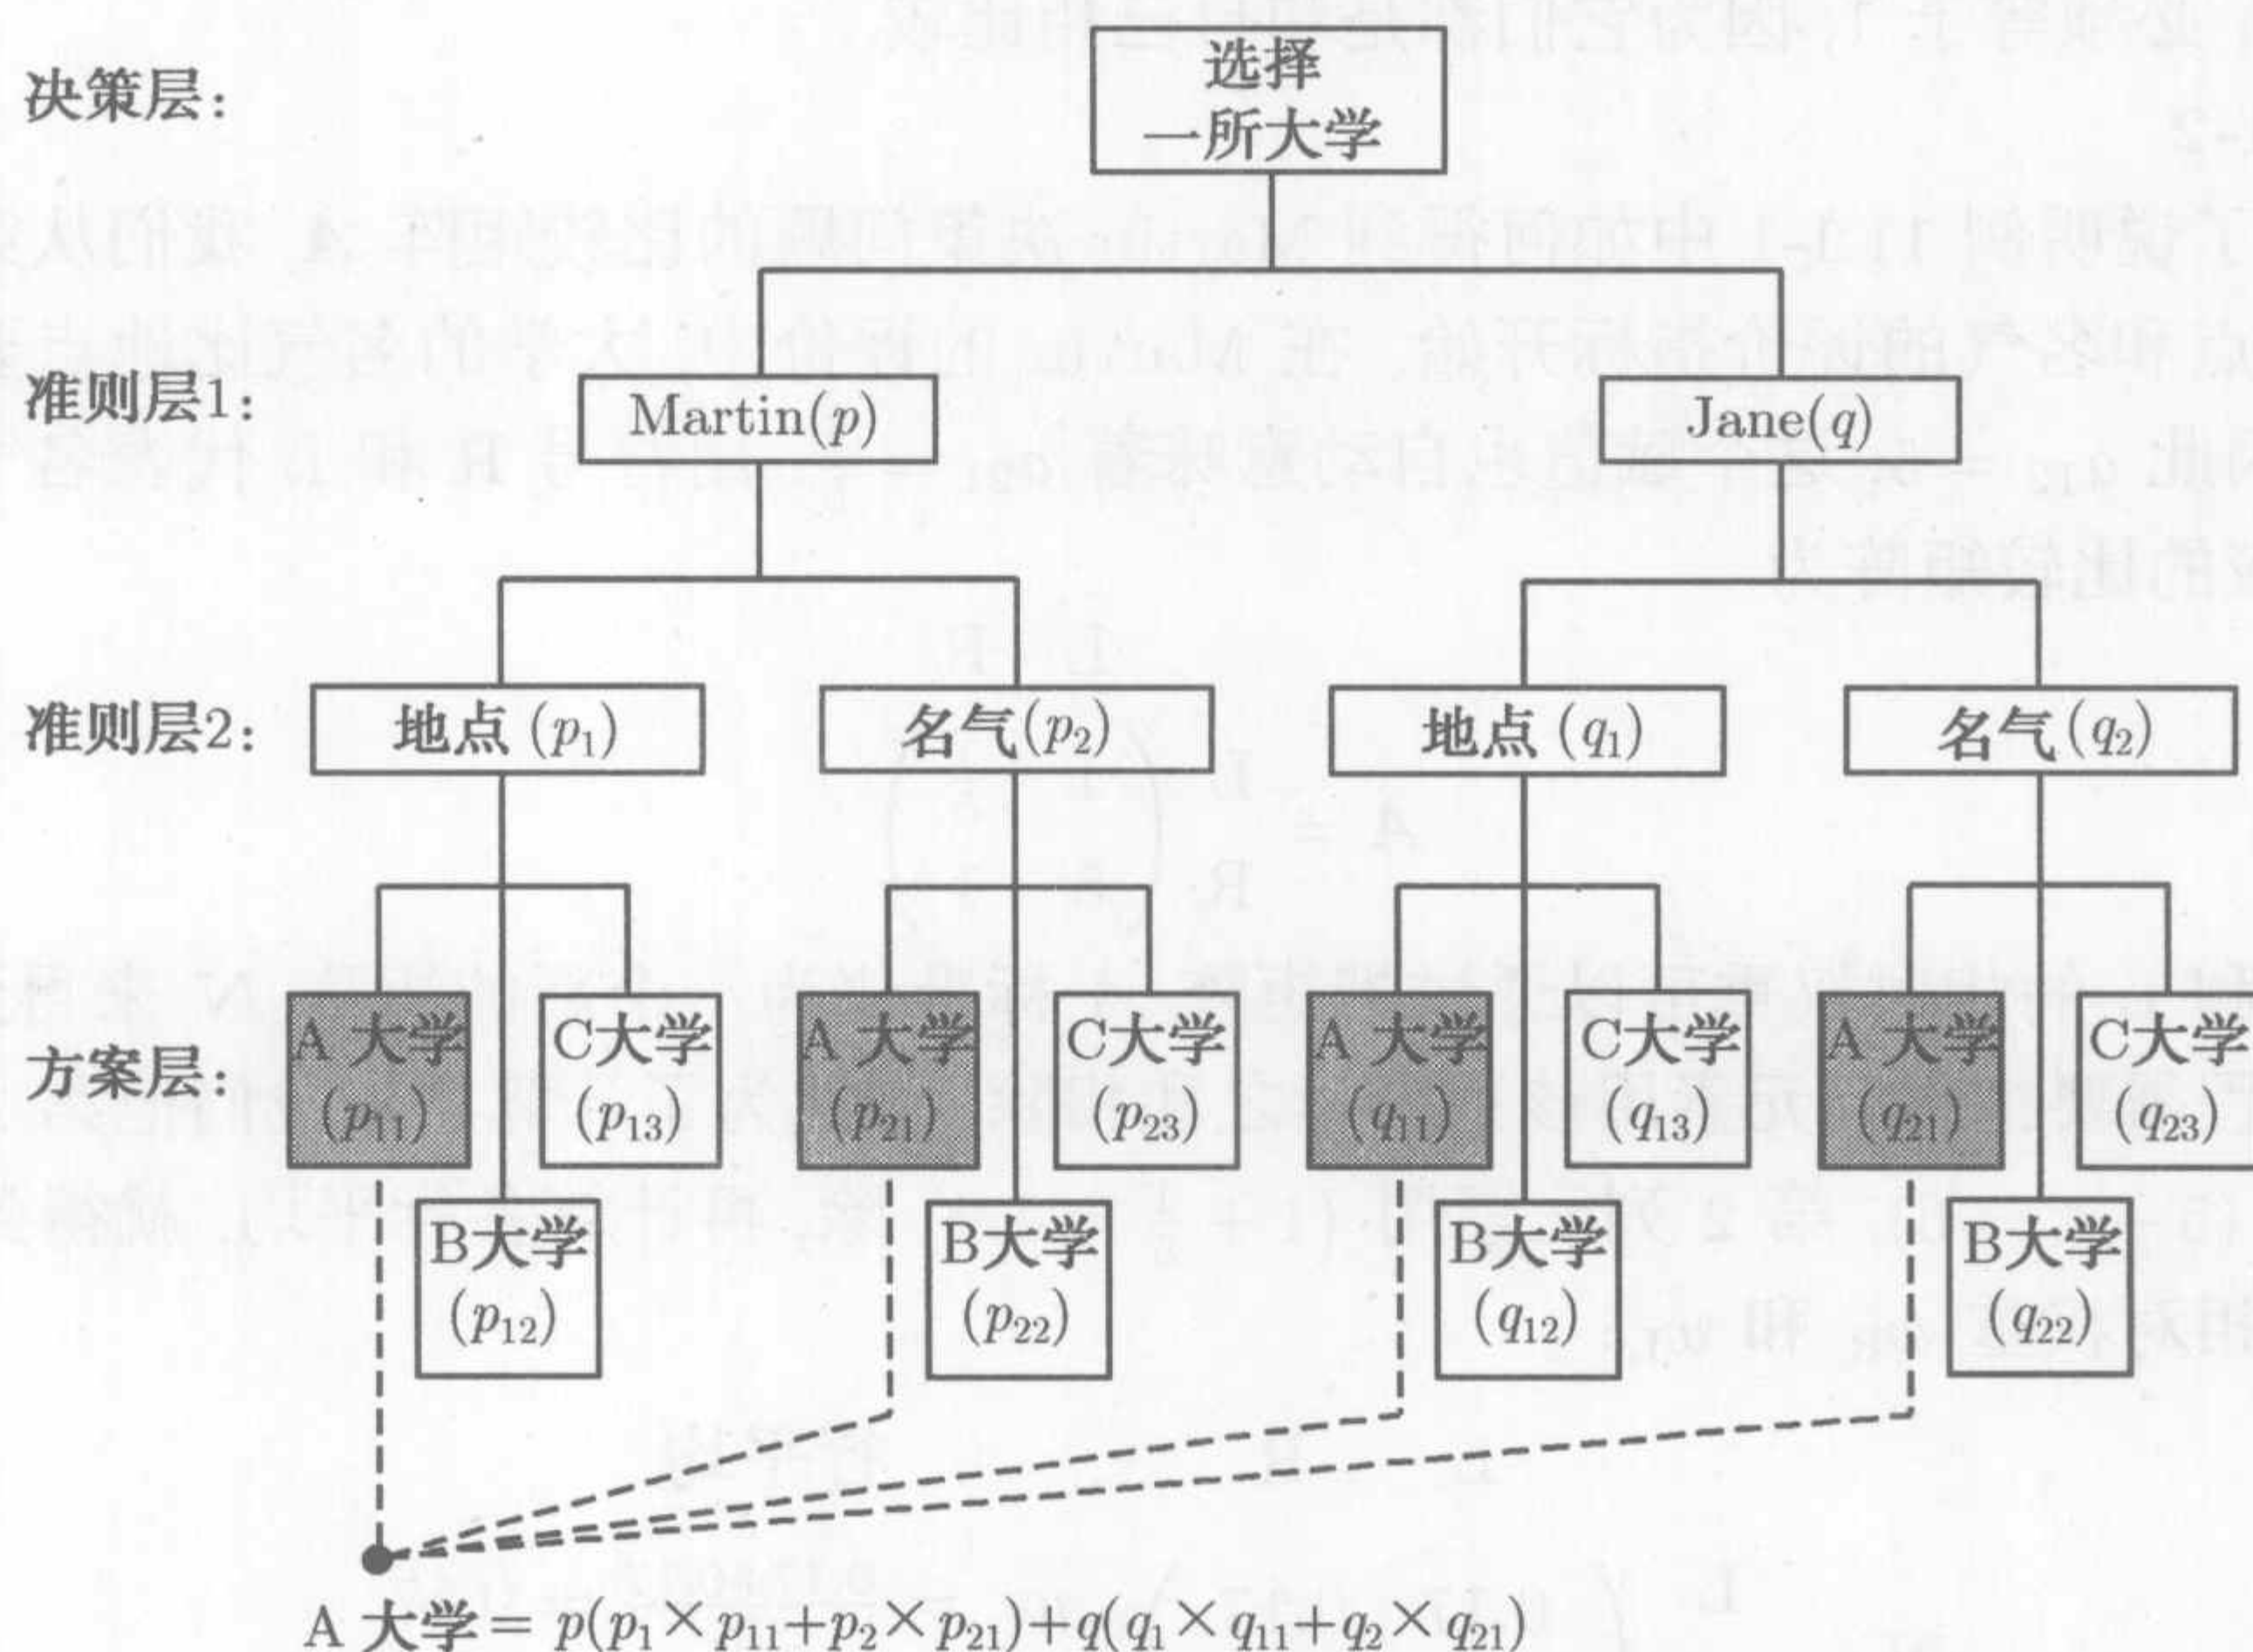 决策层:
选择
一所大学
准则层1:
Martin(p)
Jane(q)
准则层2:
地点 (p₁)
名气(p₂)
地点 (q₁)
名气(q₂)
方案层:
A 大学
(p₁₁)
C大学
(p₁₃)
A 大学
(p₂₁)
C大学
(p₂₃)
A 大学
(q₁₁)
C大学
(q₁₃)
A 大学
(q₂₁)
C大学
(q₂₃)
B大学
(p₁₂)
B大学
(p₂₂)
B大学
(q₁₂)
B大学
(q₂₂)
A 大学= p(p₁×p₁₁+p₂×p₂₁)+q(q₁×q₁₁+q₂×q₂₁)